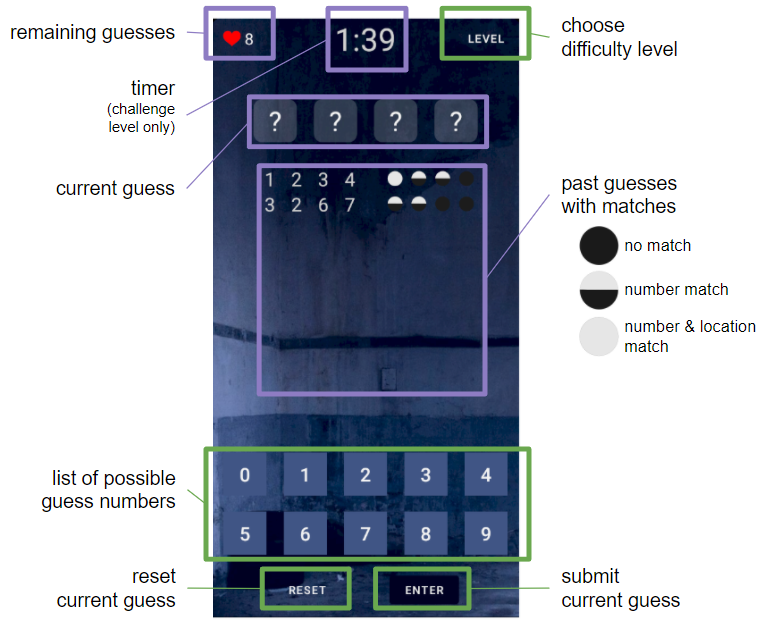 remaining guesses
8
1:39
LEVEL
choose
difficulty level
timer
(challenge
level only)
? ? ? ?
current guess
1 2 3 4
3 2 6 7
past guesses
with matches
no match
number match
number & location
match
list of possible
guess numbers
0 1 2 3 4
5 6 7 8 9
reset
current guess
RESET
ENTER
submit
current guess